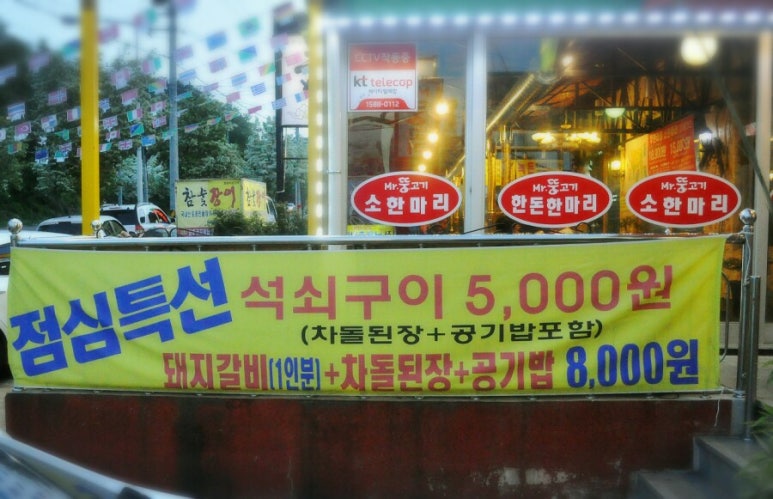 CCTV작동중
kt telecop
1588-0112
참숯장어
Mr.뚱고기
소한마리
Mr.뚱고기
한돈한마리
Mr.뚱고기
소한마리
점심특선 석쇠구이 5,000원
(차돌된장+공기밥포함)
돼지갈비(1인분)+차돌된장+공기밥 8,000원